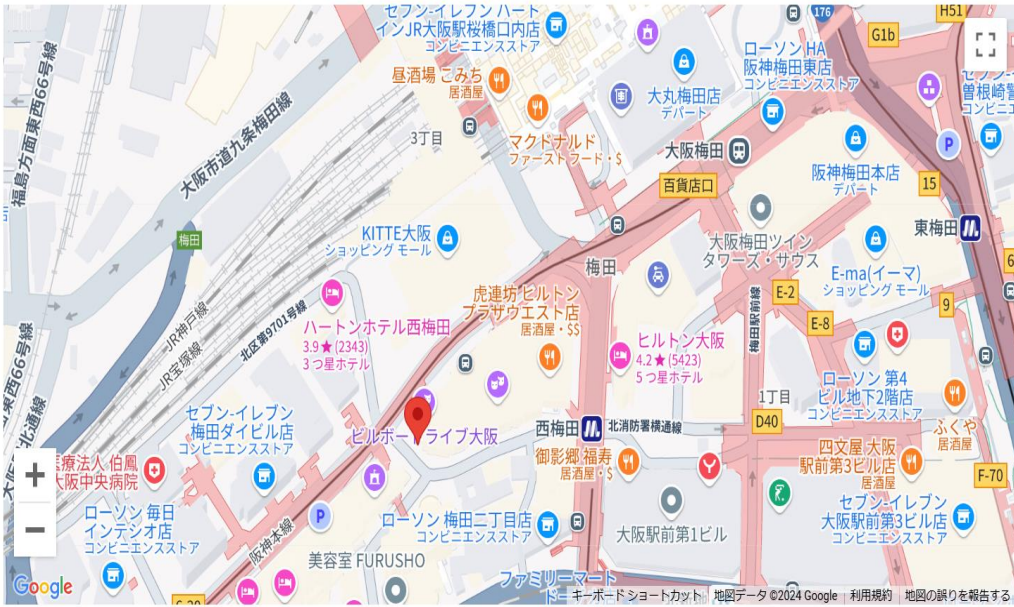 セブン-イレブン ハート
インJR大阪駅桜橋口内店
コンビニエンスストア
176
H51
G1b
ローソン HA
阪神梅田東店
コンビニエンスストア
昼酒場 こみち
居酒屋
大丸梅田店
デパート
曽根崎警
福島方面東西66号線
大阪市道九条梅田線
3丁目
マクドナルド
ファーストフード・$
大阪梅田
P
百貨店口
阪神梅田本店
デパート
15
東梅田
梅田
KITTE大阪
ショッピング モール
大阪梅田ツイン
タワーズ・サウス
梅田
E-ma(イーマ)
ショッピング モール
E-2
9
虎連坊 ヒルトン
プラザウエスト店
居酒屋・$$
JR神戸線
JR宝塚線
北区第9701号線
ハートンホテル西梅田
3.9★(2343)
3 つ星ホテル
梅田駅前線
E-8
ヒルトン大阪
4.2★(5423)
5 つ星ホテル
ローソン 第4
ビル地下2階店
コンビニエンスストア
1丁目
D40
セブン-イレブン
梅田ダイビル店
コンビニエンスストア
ビルボードライブ大阪
西梅田
北消防署横通線
ふくや
居酒屋
御影郷 福寿
居酒屋・$
四文屋 大阪
駅前第3ビル店
居酒屋
F-70
医療法人 伯鳳
大阪中央病院
セブン-イレブン
大阪駅前第3ビル店
コンビニエンスストア
ローソン 毎日
インテンオ店
コンビニエンスストア
P
ローソン 梅田二丁目店
コンビニエンスストア
大阪駅前第1ビル
阪神本線
美容室 FURUSHO
ファミリーマート
Google
キーボード ショートカット
地図データ ©2024 Google
利用規約
地図の誤りを報告する